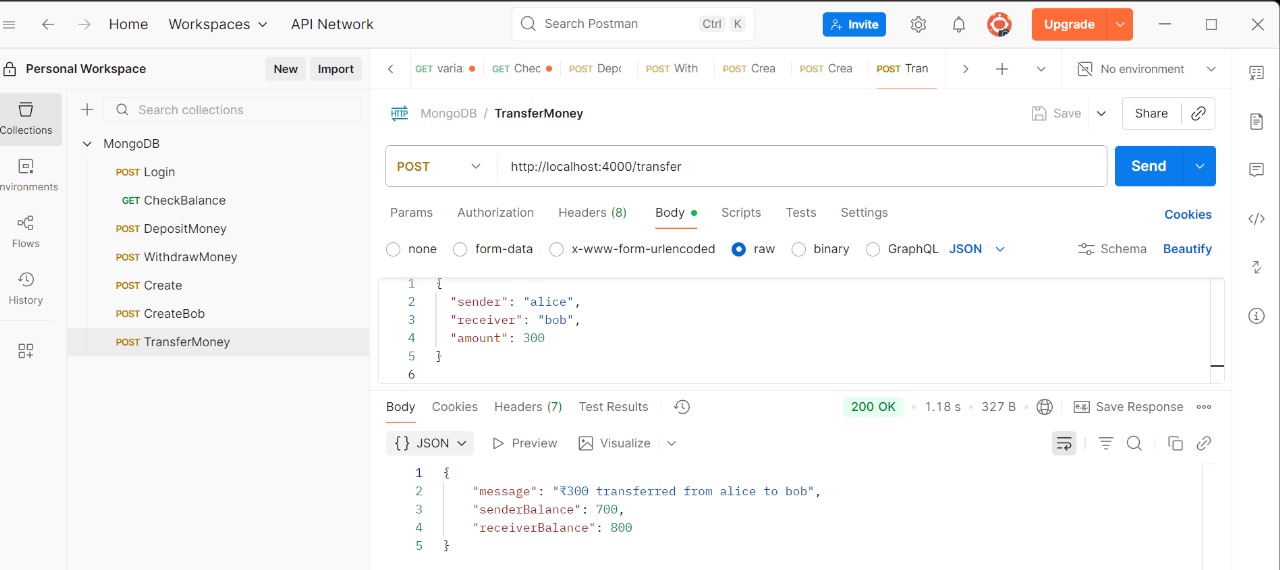 Home Workspaces API Network Search Postman Ctrl K Invite Upgrade
Personal Workspace New Import GET varia. GET Chec POST Depc POST With POST Crea POST Crea POST Tran No environment
Search collections
MongoDB / TransferMoney Save Share
Collections
MongoDB
POST Login
GET CheckBalance
POST DepositMoney
POST WithdrawMoney
POST Create
POST CreateBob
POST TransferMoney
nvironments
Flows
History
POST http://localhost:4000/transfer Send
Params Authorization Headers (8) Body Scripts Tests Settings Cookies
none form-data x-www-form-urlencoded raw binary GraphQL JSON Schema Beautify
1 {
2 "sender": "alice",
3 "receiver": "bob",
4 "amount": 300
5 }
6
Body Cookies Headers (7) Test Results 200 OK 1.18 s 327 B e.g. Save Response
{} JSON Preview Visualize
1 {
2 "message": "₹300 transferred from alice to bob",
3 "senderBalance": 700,
4 "receiverBalance": 800
5 }